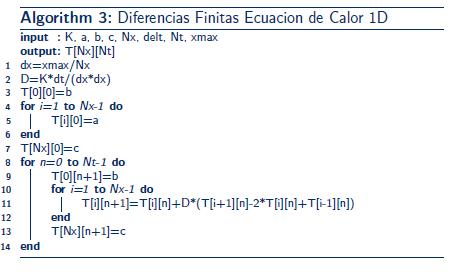 Algorithm 3: Diferencias Finitas Ecuacion de Calor 1D
input : K, a, b, c, Nx, delt, Nt, xmax
output: T[Nx][Nt]
1 dx=xmax/Nx
2 D=K*dt/(dx*dx)
3 T[0][0]=b
4 for i=1 to Nx-1 do
5 T[i][0]=a
6 end
7 T[Nx][0]=c
8 for n=0 to Nt-1 do
9 T[0][n+1]=b
10 for i=1 to Nx-1 do
11 T[i][n+1]=T[i][n]+D*(T[i+1][n]-2*T[i][n]+T[i-1][n])
12 end
13 T[Nx][n+1]=c
14 end